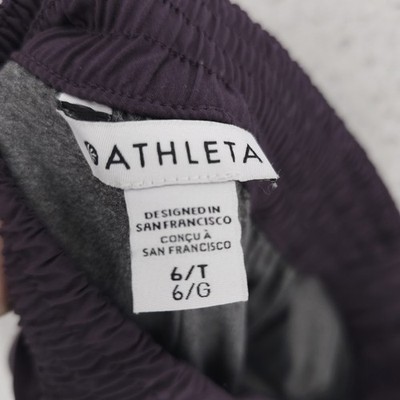 ATHLETA
DESIGNED IN
SAN FRANCISCO
CONÇU À
SAN FRANCISCO
6/T
6/G